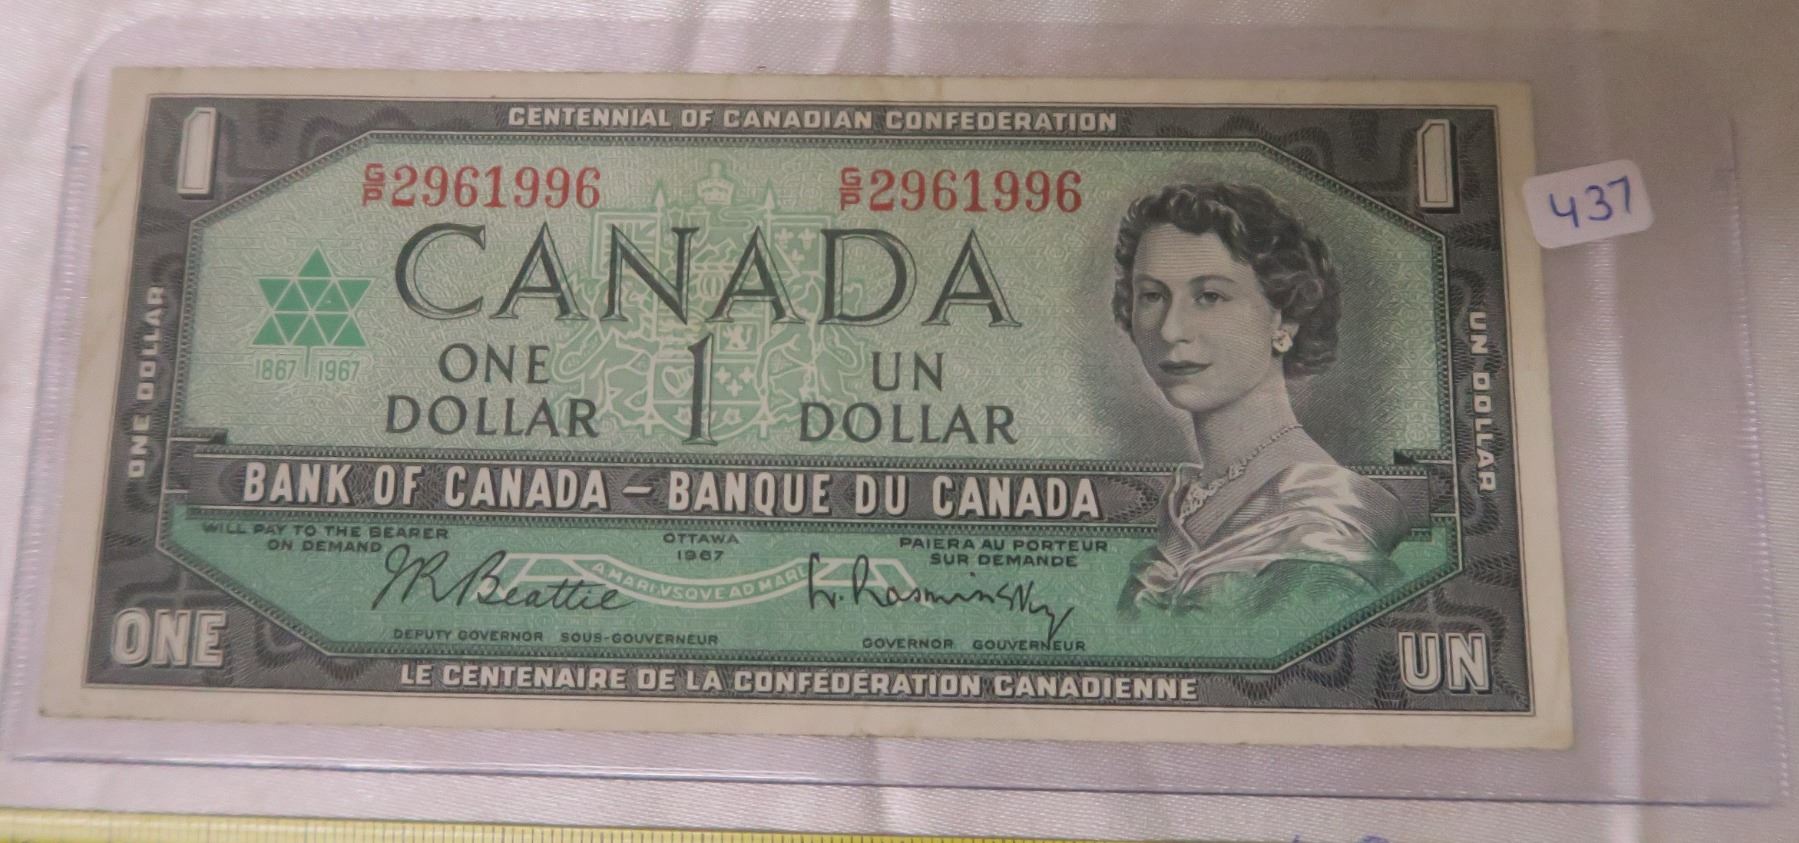 CENTENNIAL OF CANADIAN CONFEDERATION
1
1
G/P 2961996
G/P 2961996
437
CANADA
1867 1967
ONE DOLLAR
1
UN DOLLAR
ONE DOLLAR
UN DOLLAR
BANK OF CANADA – BANQUE DU CANADA
WILL PAY TO THE BEARER
ON DEMAND
OTTAWA
1967
PAIERA AU PORTEUR
SUR DEMANDE
A MARI VSQVE AD MARE
J.R. Beattie
L. Rasminsky
DEPUTY GOVERNOR SOUS-GOUVERNEUR
GOVERNOR GOUVERNEUR
ONE
UN
LE CENTENAIRE DE LA CONFÉDÉRATION CANADIENNE